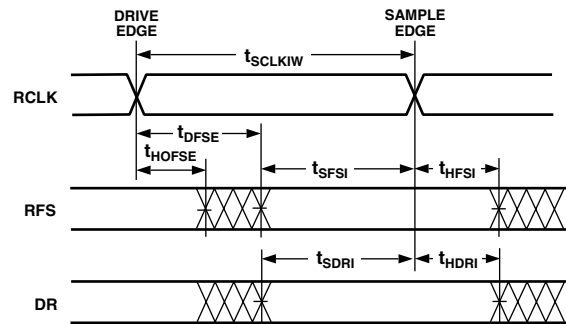 DRIVE EDGE
SAMPLE EDGE
tSCLKIW
RCLK
tDFSE
tHOFSE
tSFSI
tHFSI
RFS
tSDRI
tHDRI
DR